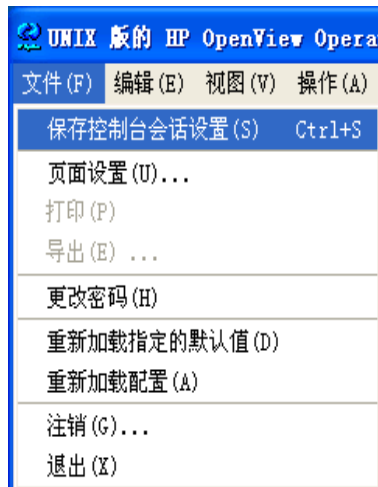 UNIX 版的 HP OpenView Opera
文件(F) 编辑(E) 视图(V) 操作(A)
保存控制台会话设置(S) Ctrl+S
页面设置(U)...
打印(P)
导出(E) ...
更改密码(H)
重新加载指定的默认值(D)
重新加载配置(A)
注销(G)...
退出(X)